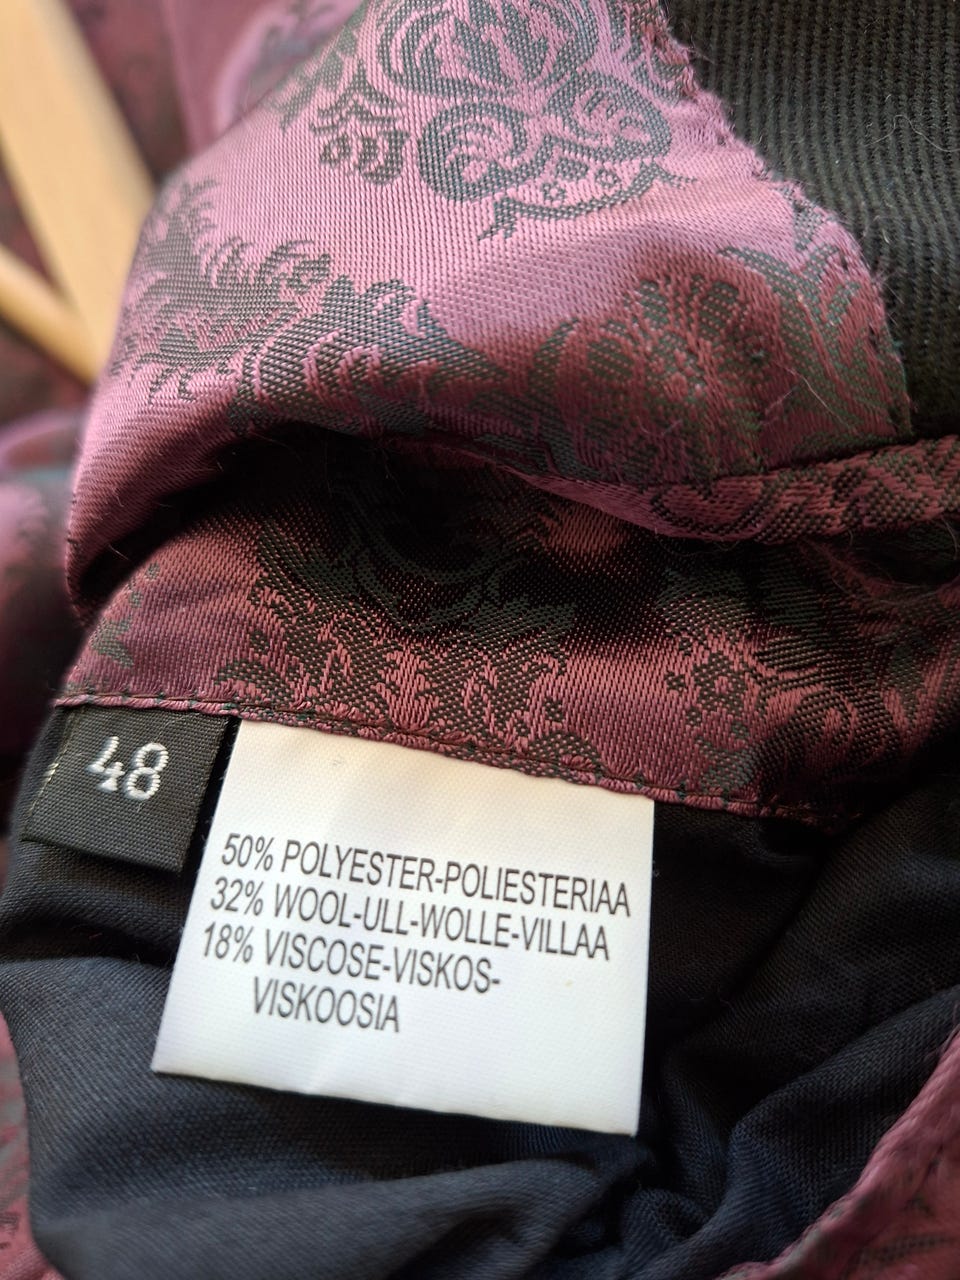 48
50% POLYESTER-POLIESTERIAA
32% WOOL-ULL-WOLLE-VILLAA
18% VISCOSE-VISKOS-
VISKOOSIA